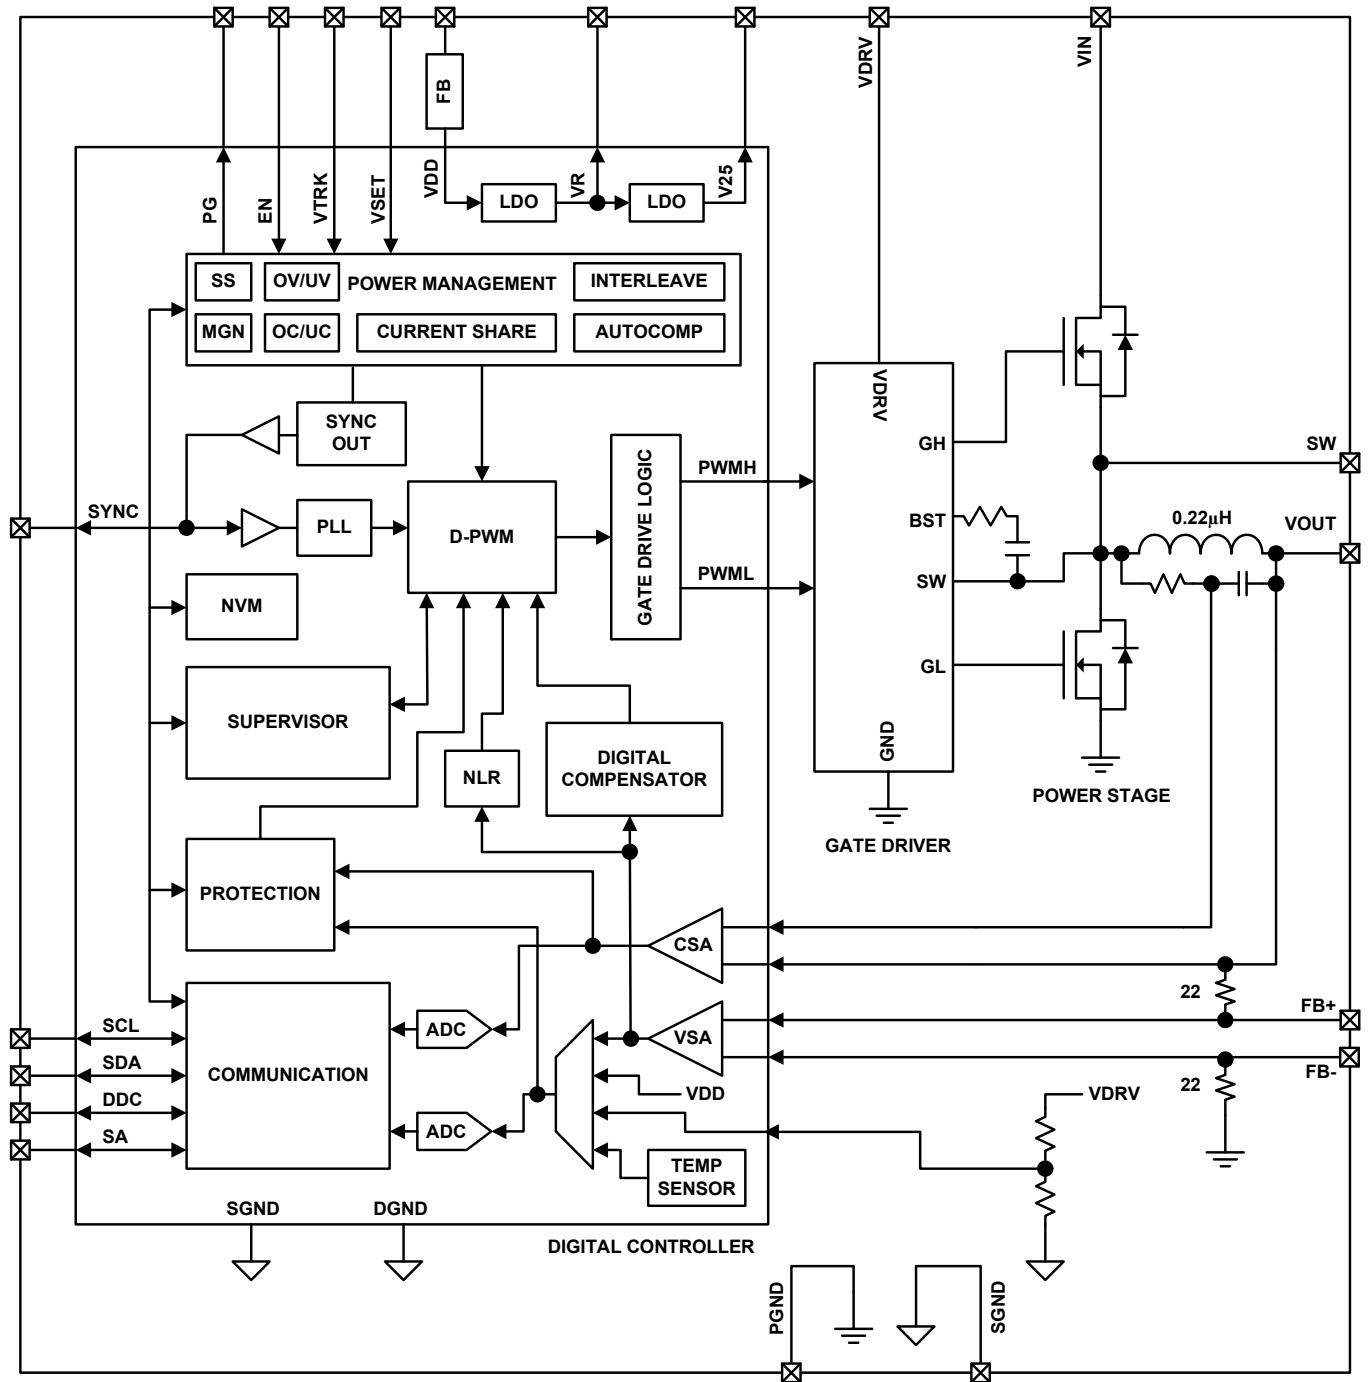 VDRV
VIN
FB
PG
EN
VTRK
VSET
VDD
LDO
VR
LDO
V25
SS
OV/UV
POWER MANAGEMENT
INTERLEAVE
MGN
OC/UC
CURRENT SHARE
AUTOCOMP
SYNC
OUT
SYNC
PLL
D-PWM
GATE DRIVE LOGIC
PWMH
PWML
VDRV
GH
BST
SW
GL
GND
GATE DRIVER
SW
0.22μH
VOUT
POWER STAGE
NVM
SUPERVISOR
NLR
DIGITAL
COMPENSATOR
PROTECTION
CSA
22
FB+
SCL
SDA
DDC
SA
COMMUNICATION
ADC
ADC
VSA
VDD
TEMP
SENSOR
FB-
22
VDRV
SGND
DGND
DIGITAL CONTROLLER
PGND
SGND